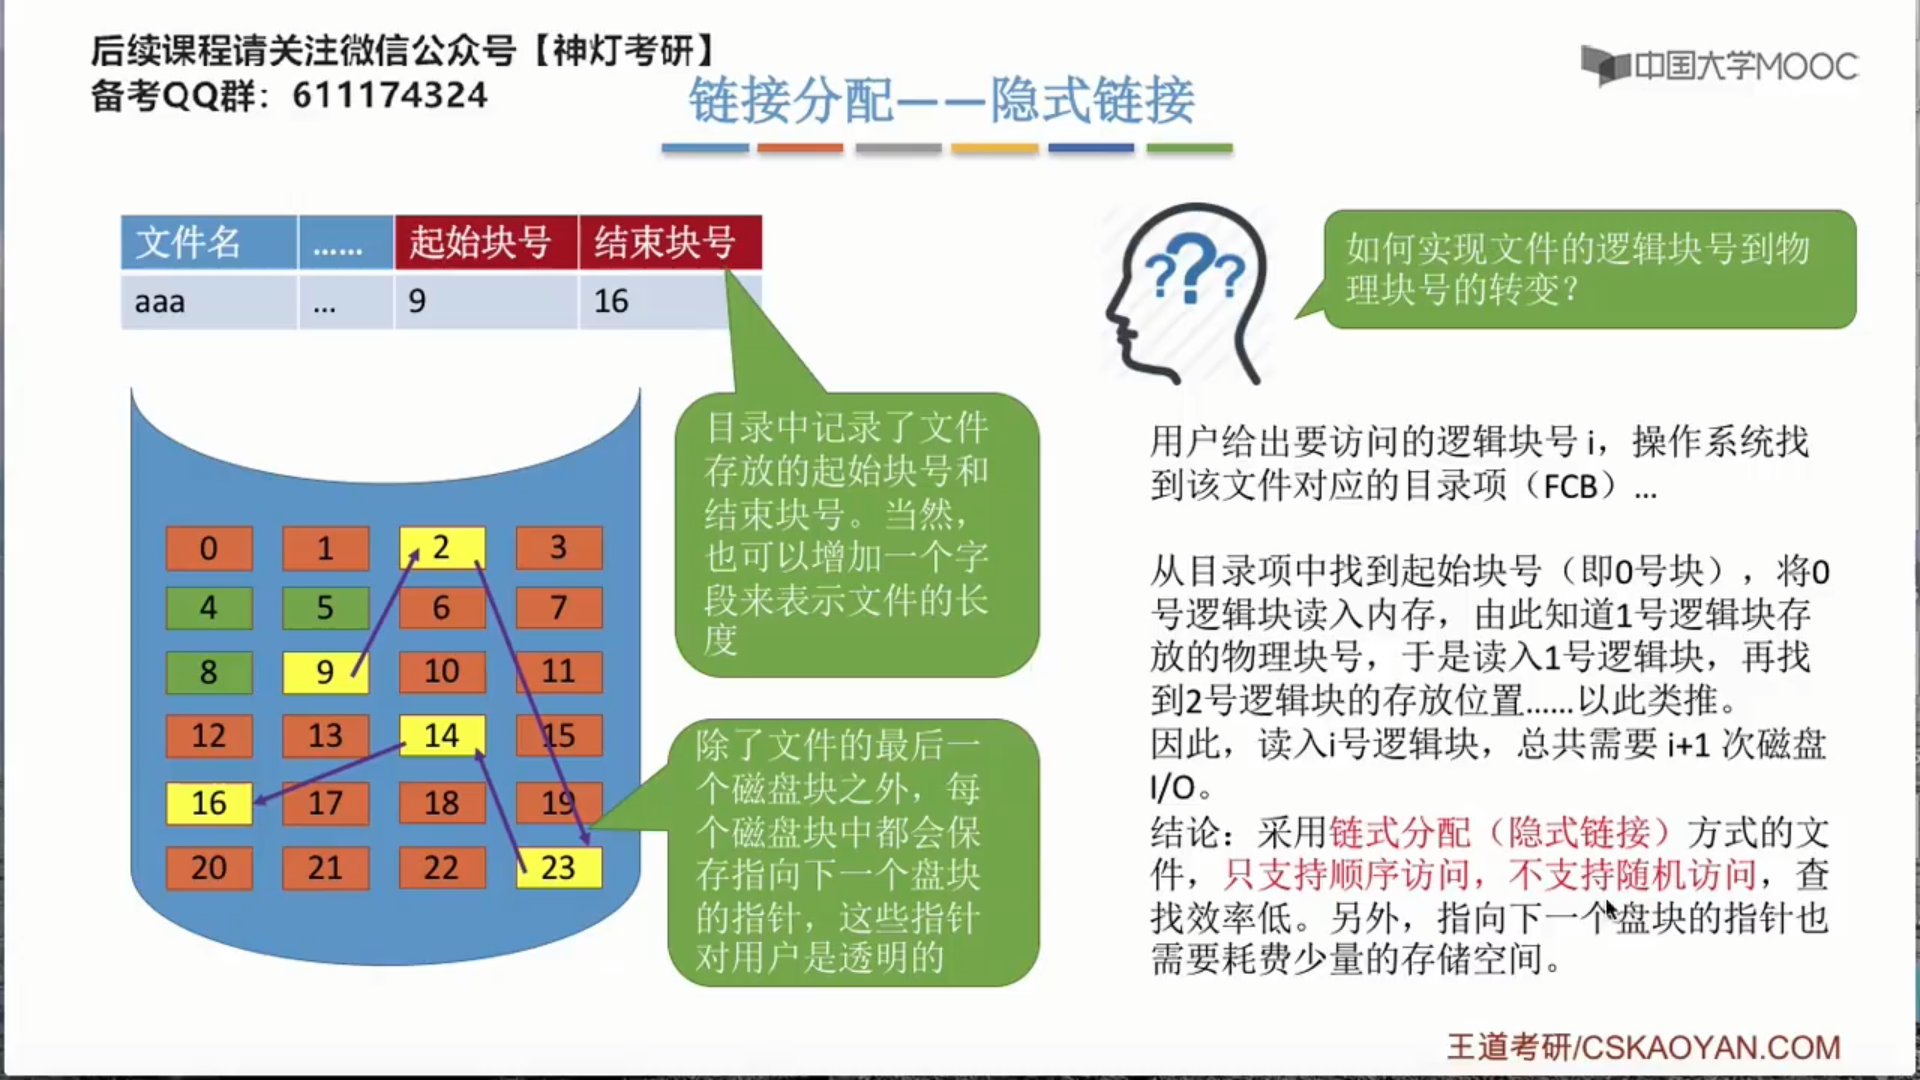 后续课程请关注微信公众号【神灯考研】
备考QQ群：611174324
中国大学MOOC
链接分配——隐式链接
文件名 …… 起始块号 结束块号
aaa ... 9 16
如何实现文件的逻辑块号到物
理块号的转变？
目录中记录了文件
存放的起始块号和
结束块号。当然，
也可以增加一个字
段来表示文件的长
度
0 1 2 3
4 5 6 7
8 9 10 11
12 13 14 15
16 17 18 19
20 21 22 23
除了文件的最后一
个磁盘块之外，每
个磁盘块中都会保
存指向下一个盘块
的指针，这些指针
对用户是透明的
用户给出要访问的逻辑块号 i，操作系统找
到该文件对应的目录项（FCB）...
从目录项中找到起始块号（即0号块），将0
号逻辑块读入内存，由此知道1号逻辑块存
放的物理块号，于是读入1号逻辑块，再找
到2号逻辑块的存放位置……以此类推。
因此，读入i号逻辑块，总共需要 i+1 次磁盘
I/O。
结论：采用链式分配（隐式链接）方式的文
件，只支持顺序访问，不支持随机访问，查
找效率低。另外，指向下一个盘块的指针也
需要耗费少量的存储空间。
王道考研/CSKAOYAN.COM